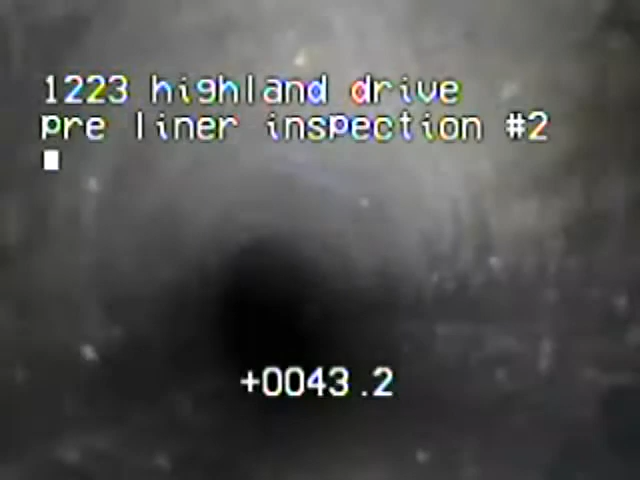 1223 highland drive
pre liner inspection #2
+0043.2